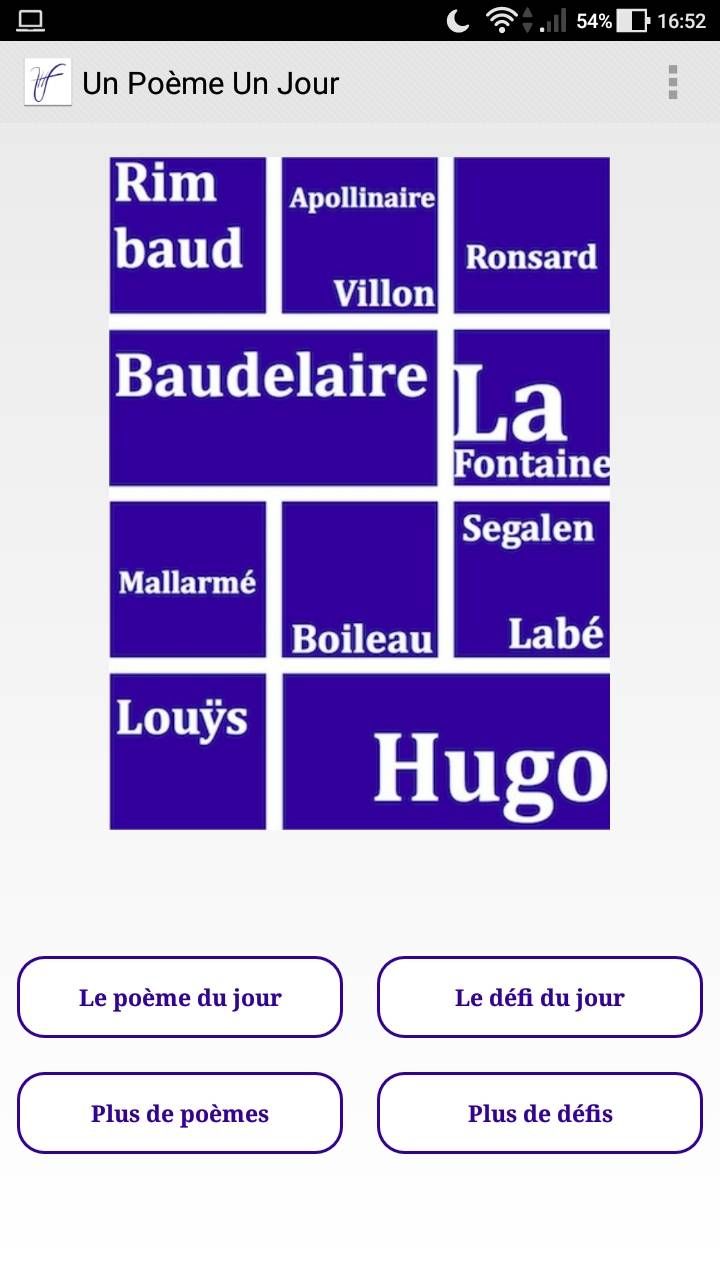 54% 16:52
Un Poème Un Jour
Rim
baud
Apollinaire
Villon
Ronsard
Baudelaire
La
Fontaine
Mallarmé
Boileau
Segalen
Labé
Louÿs
Hugo
Le poème du jour
Le défi du jour
Plus de poèmes
Plus de défis